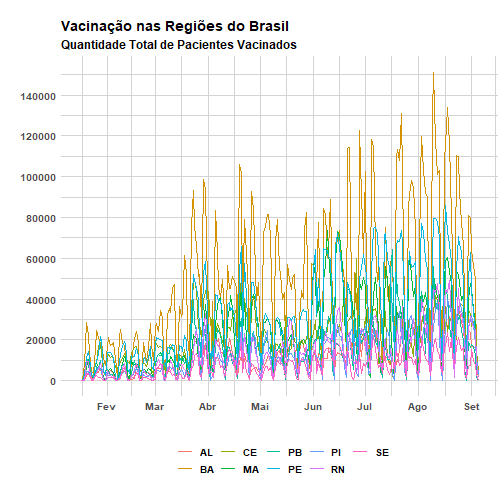 Vacinação nas Regiões do Brasil
Quantidade Total de Pacientes Vacinados
140000
120000
100000
80000
60000
40000
20000
0
Fev Mar Abr Mai Jun Jul Ago Set
AL CE PB PI SE
BA MA PE RN